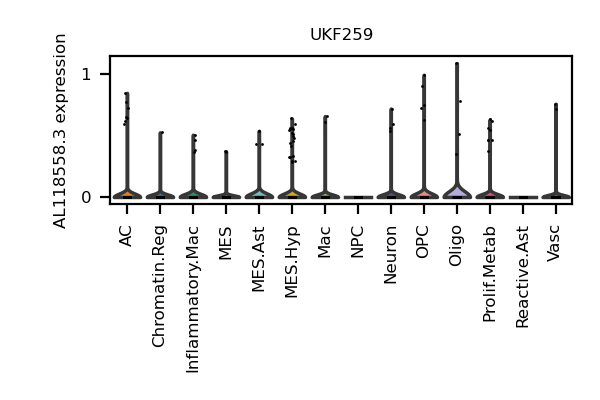 UKF259
AL118558.3 expression
1
0
AC
Chromatin.Reg
Inflammatory.Mac
MES
MES.Ast
MES.Hyp
Mac
NPC
Neuron
OPC
Oligo
Prolif.Metab
Reactive.Ast
Vasc